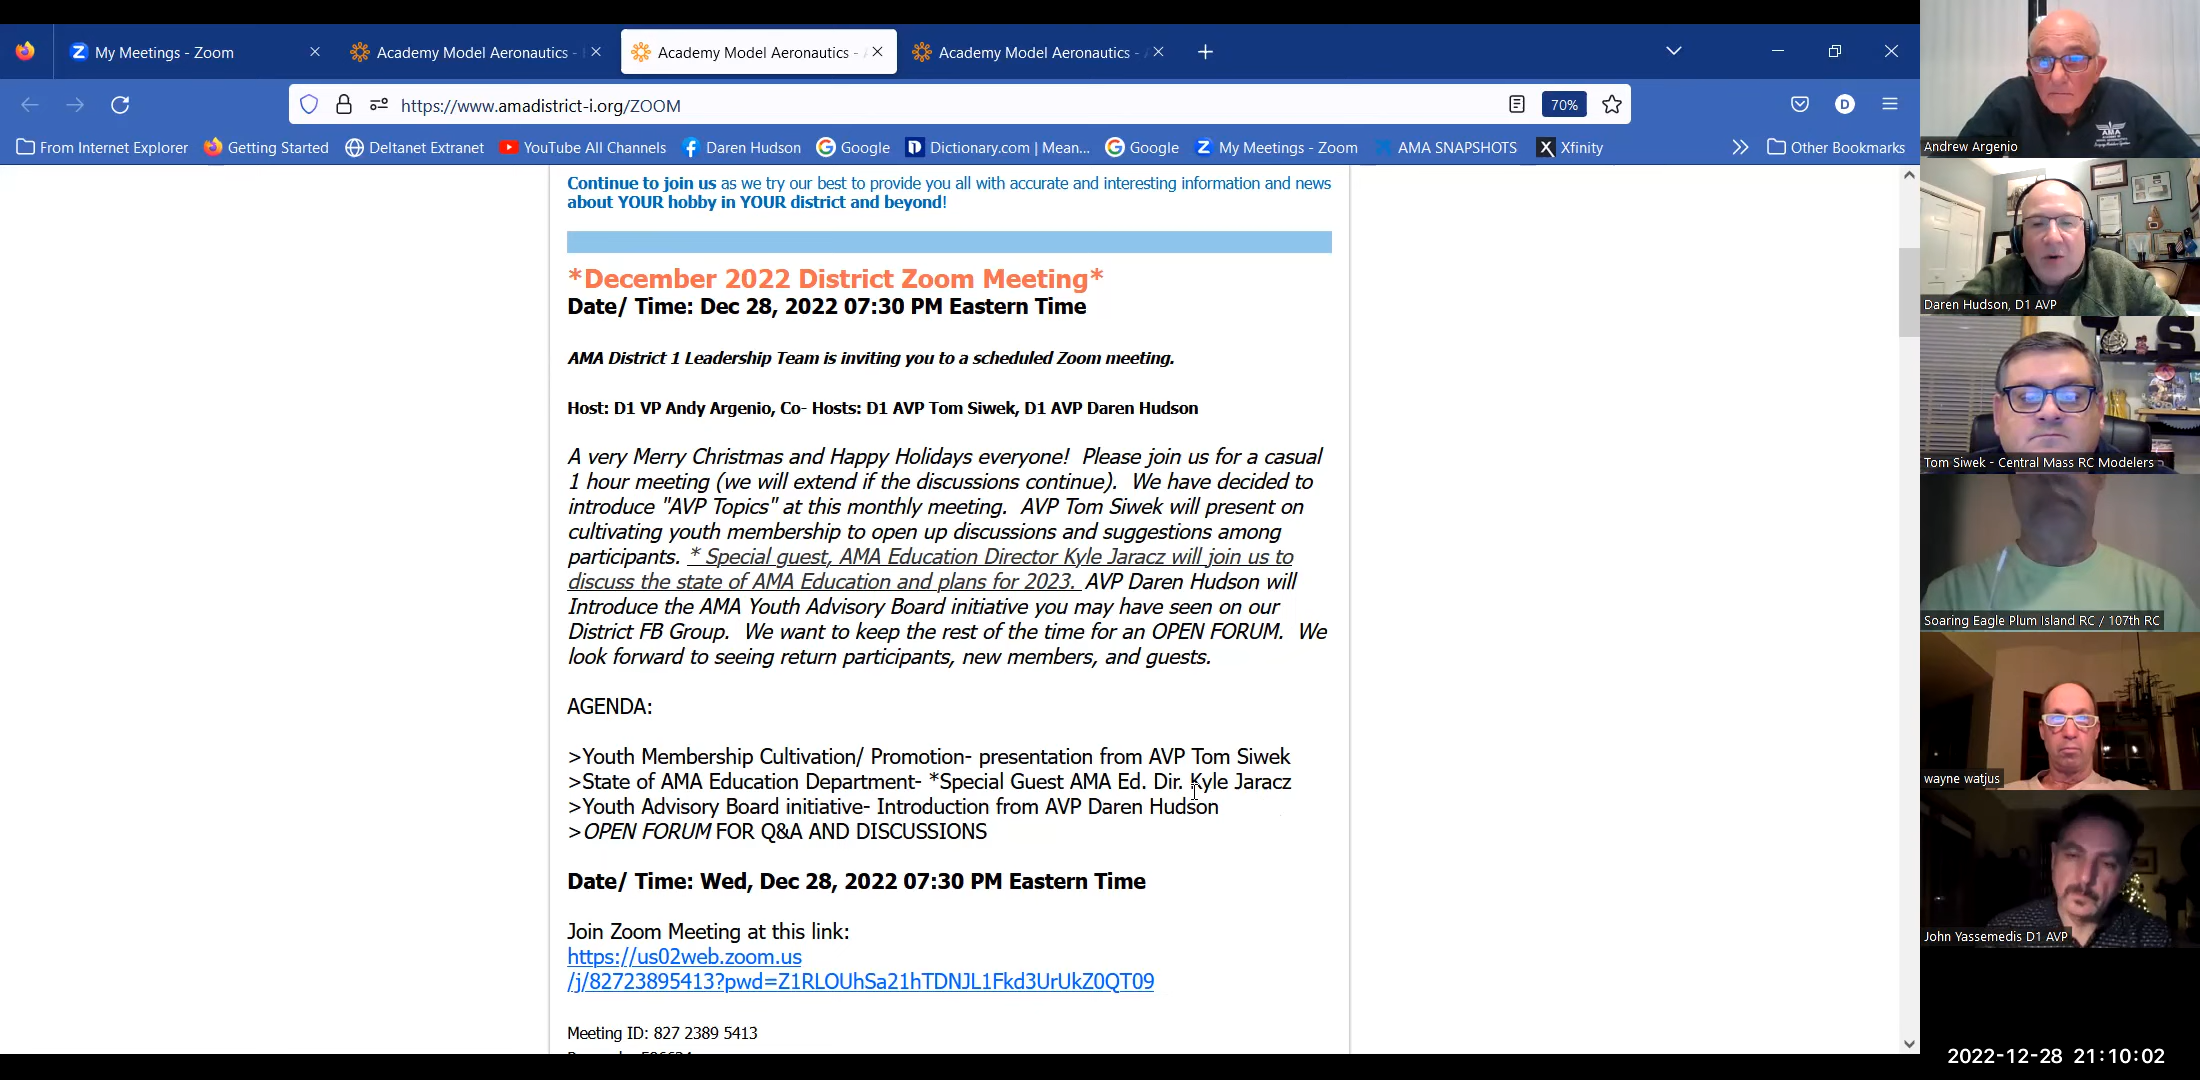 My Meetings - Zoom
Academy Model Aeronautics -
Academy Model Aeronautics -
Academy Model Aeronautics -
https://www.amadistrict-i.org/ZOOM
70%
D
From Internet Explorer
Getting Started
Deltanet Extranet
YouTube All Channels
Daren Hudson
Google
Dictionary.com | Mean...
Google
My Meetings - Zoom
AMA SNAPSHOTS
Xfinity
Other Bookmarks
Continue to join us as we try our best to provide you all with accurate and interesting information and news
about YOUR hobby in YOUR district and beyond!
*December 2022 District Zoom Meeting*
Date/ Time: Dec 28, 2022 07:30 PM Eastern Time
AMA District 1 Leadership Team is inviting you to a scheduled Zoom meeting.
Host: D1 VP Andy Argenio, Co- Hosts: D1 AVP Tom Siwek, D1 AVP Daren Hudson
A very Merry Christmas and Happy Holidays everyone!  Please join us for a casual
1 hour meeting (we will extend if the discussions continue).  We have decided to
introduce "AVP Topics" at this monthly meeting.  AVP Tom Siwek will present on
cultivating youth membership to open up discussions and suggestions among
participants. * Special guest, AMA Education Director Kyle Jaracz will join us to
discuss the state of AMA Education and plans for 2023. AVP Daren Hudson will
Introduce the AMA Youth Advisory Board initiative you may have seen on our
District FB Group.  We want to keep the rest of the time for an OPEN FORUM.  We
look forward to seeing return participants, new members, and guests.
AGENDA:
>Youth Membership Cultivation/ Promotion- presentation from AVP Tom Siwek
>State of AMA Education Department- *Special Guest AMA Ed. Dir. Kyle Jaracz
>Youth Advisory Board initiative- Introduction from AVP Daren Hudson
>OPEN FORUM FOR Q&A AND DISCUSSIONS
Date/ Time: Wed, Dec 28, 2022 07:30 PM Eastern Time
Join Zoom Meeting at this link:
https://us02web.zoom.us
/j/82723895413?pwd=Z1RLOUhSa21hTDNJL1Fkd3UrUkZ0QT09
Meeting ID: 827 2389 5413
AMA
Andrew Argenio
Daren Hudson, D1 AVP
Tom Siwek - Central Mass RC Modelers
Soaring Eagle Plum Island RC / 107th RC
wayne watjus
John Yassemedis D1 AVP
2022-12-28 21:10:02